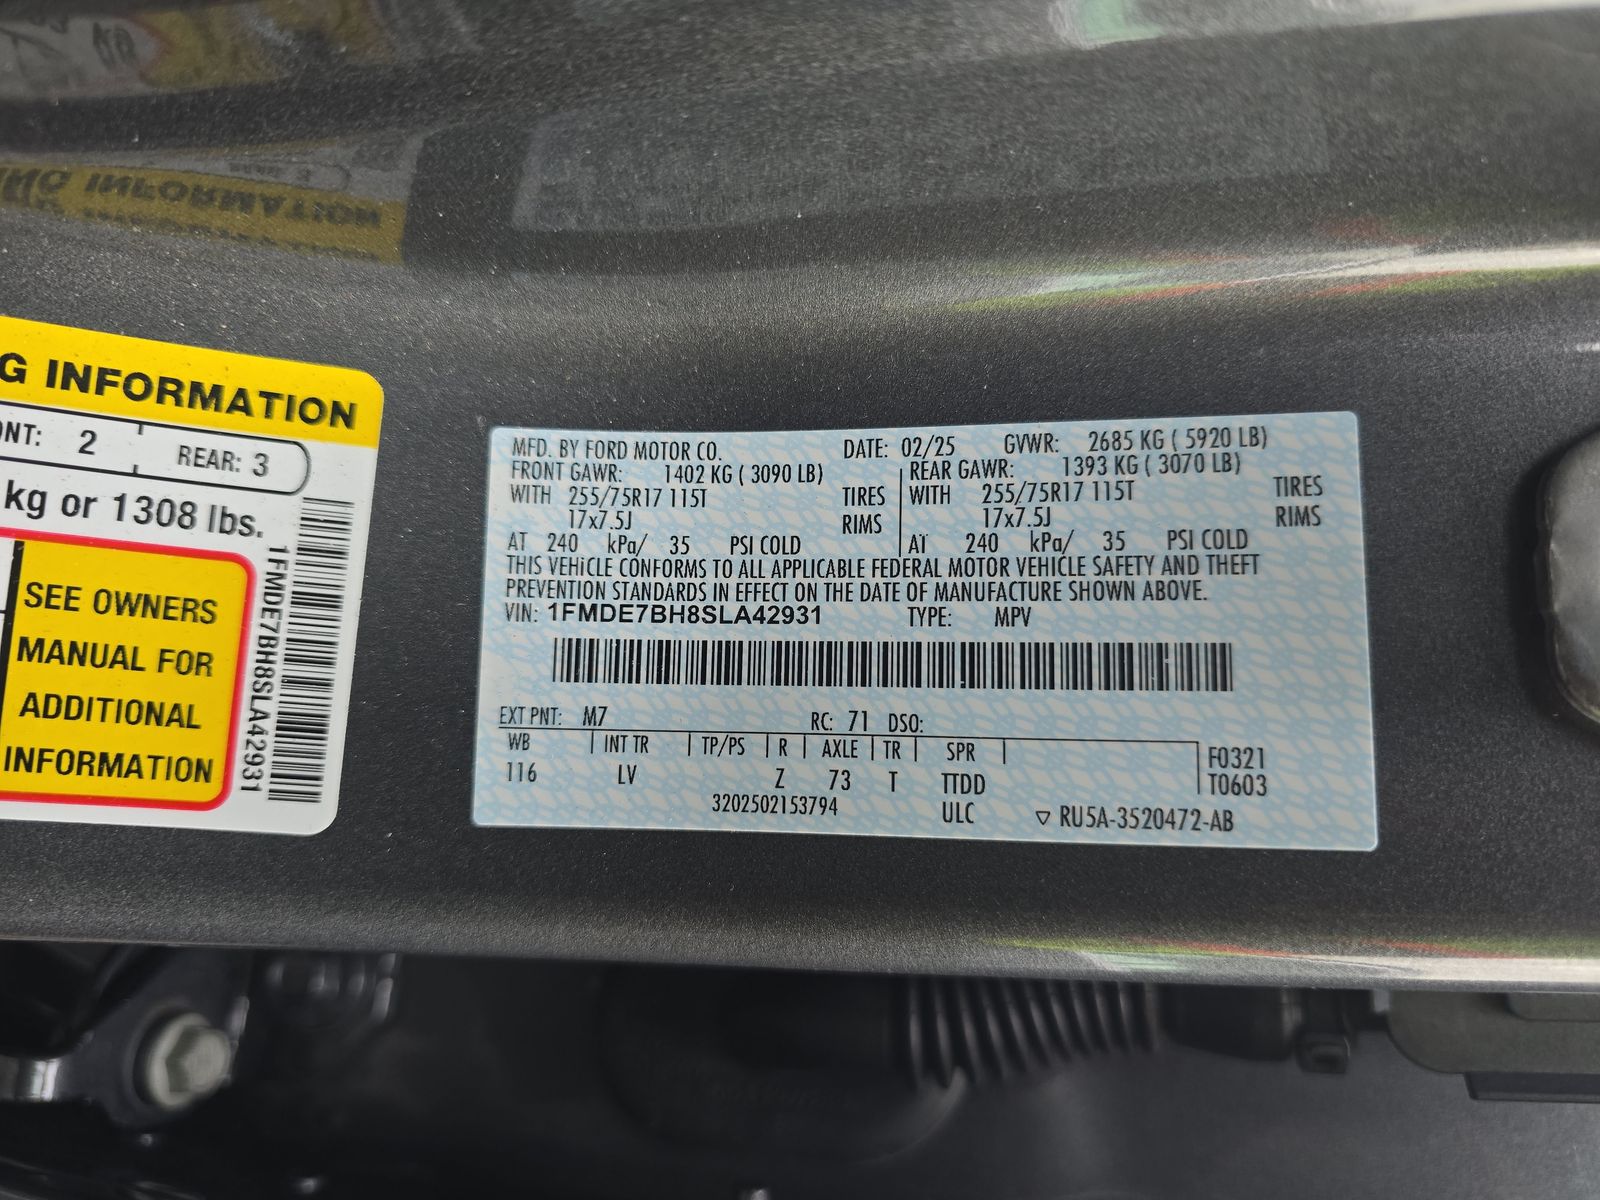 G INFORMATION
ONT: 2 REAR: 3
kg or 1308 lbs.
SEE OWNERS
MANUAL FOR
ADDITIONAL
INFORMATION
1FMDE7BH8SLA42931
MFD. BY FORD MOTOR CO. DATE: 02/25 GVWR: 2685 KG ( 5920 LB)
FRONT GAWR: 1402 KG ( 3090 LB) REAR GAWR: 1393 KG ( 3070 LB)
WITH 255/75R17 115T TIRES WITH 255/75R17 115T TIRES
17x7.5J RIMS 17x7.5J RIMS
AT 240 kPa/ 35 PSI COLD AT 240 kPa/ 35 PSI COLD
THIS VEHICLE CONFORMS TO ALL APPLICABLE FEDERAL MOTOR VEHICLE SAFETY AND THEFT
PREVENTION STANDARDS IN EFFECT ON THE DATE OF MANUFACTURE SHOWN ABOVE.
VIN: 1FMDE7BH8SLA42931 TYPE: MPV
EXT PNT: M7 RC: 71 DSO:
WB INT TR TP/PS R AXLE TR SPR F0321
116 LV Z 73 T TTDD T0603
3202502153794 ULC ▽ RU5A-3520472-AB